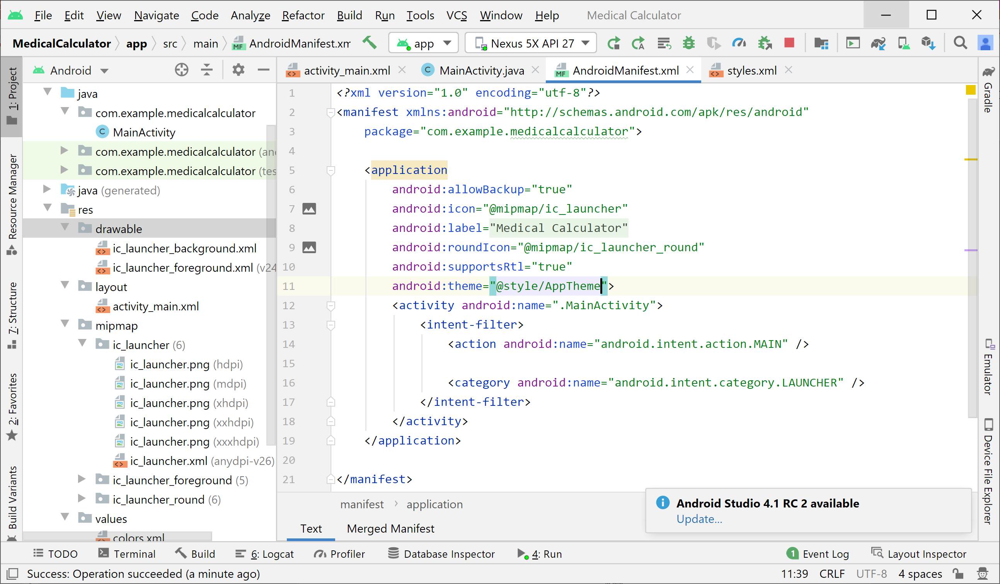 File Edit View Navigate Code Analyze Refactor Build Run Tools VCS Window Help Medical Calculator
MedicalCalculator app src main AndroidManifest.xm app Nexus 5X API 27
1: Project
Resource Manager
7: Structure
2: Favorites
Build Variants
Android
java
com.example.medicalcalculator
MainActivity
com.example.medicalcalculator (and
com.example.medicalcalculator (tes
java (generated)
res
drawable
ic_launcher_background.xml
ic_launcher_foreground.xml (v24
layout
activity_main.xml
mipmap
ic_launcher (6)
ic_launcher.png (hdpi)
ic_launcher.png (mdpi)
ic_launcher.png (xhdpi)
ic_launcher.png (xxhdpi)
ic_launcher.png (xxxhdpi)
ic_launcher.xml (anydpi-v26)
ic_launcher_foreground (5)
ic_launcher_round (6)
values
colors.xml
activity_main.xml MainActivity.java AndroidManifest.xml styles.xml
1 <?xml version="1.0" encoding="utf-8"?>
2 <manifest xmlns:android="http://schemas.android.com/apk/res/android"
3 package="com.example.medicalcalculator">
4
5 <application
6 android:allowBackup="true"
7 android:icon="@mipmap/ic_launcher"
8 android:label="Medical Calculator"
9 android:roundIcon="@mipmap/ic_launcher_round"
10 android:supportsRtl="true"
11 android:theme="@style/AppTheme">
12 <activity android:name=".MainActivity">
13 <intent-filter>
14 <action android:name="android.intent.action.MAIN" />
15
16 <category android:name="android.intent.category.LAUNCHER" />
17 </intent-filter>
18 </activity>
19 </application>
20
21 </manifest>
manifest application
Text Merged Manifest
Android Studio 4.1 RC 2 available
Update...
Gradle
Emulator
Device File Explorer
TODO Terminal Build 6: Logcat Profiler Database Inspector 4: Run 1 Event Log Layout Inspector
Success: Operation succeeded (a minute ago) 11:39 CRLF UTF-8 4 spaces